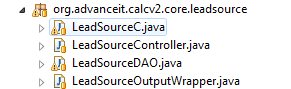 org.advanceit.calcv2.core.leadsource
LeadSourceC.java
LeadSourceController.java
LeadSourceDAO.java
LeadSourceOutputWrapper.java